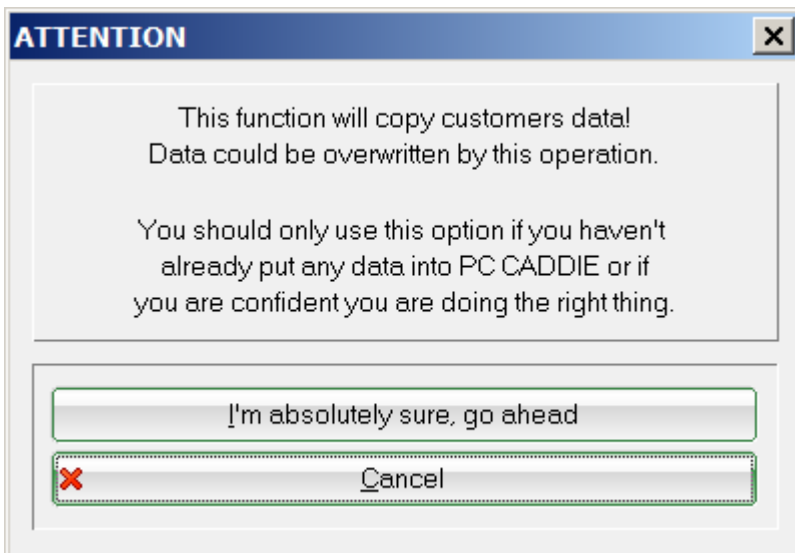 ATTENTION
This function will copy customers data!
Data could be overwritten by this operation.
You should only use this option if you haven't
already put any data into PC CADDIE or if
you are confident you are doing the right thing.
I'm absolutely sure, go ahead
Cancel